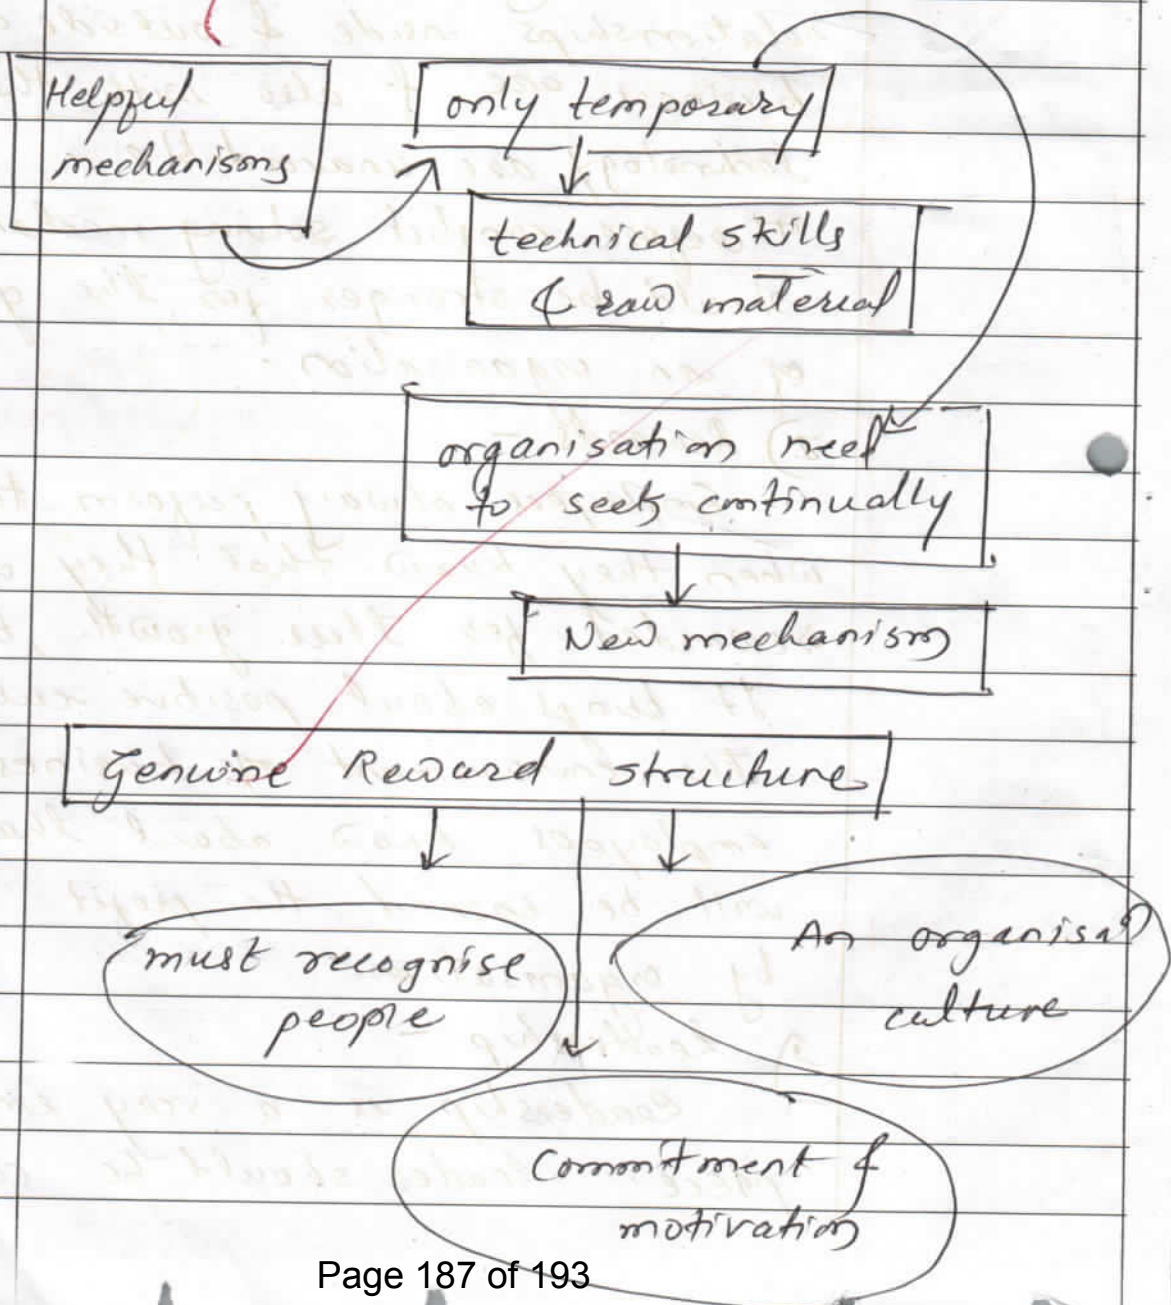 Helpful
mechanisms
only temporary
technical skills
& raw material
organisation need
to seek continually
New mechanism
Genuine Reward structure
must recognise
people
An organisatn
culture
Commitment &
motivation
Page 187 of 193